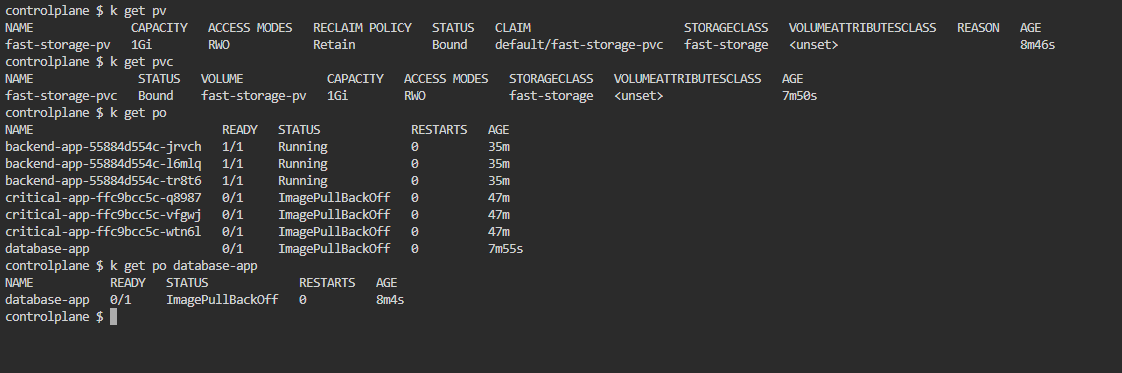 controlplane $ k get pv
NAME CAPACITY ACCESS MODES RECLAIM POLICY STATUS CLAIM STORAGECLASS VOLUMEATTRIBUTESCLASS REASON AGE
fast-storage-pv 1Gi RWO Retain Bound default/fast-storage-pvc fast-storage <unset> 8m46s
controlplane $ k get pvc
NAME STATUS VOLUME CAPACITY ACCESS MODES STORAGECLASS VOLUMEATTRIBUTESCLASS AGE
fast-storage-pvc Bound fast-storage-pv 1Gi RWO fast-storage <unset> 7m50s
controlplane $ k get po
NAME READY STATUS RESTARTS AGE
backend-app-55884d554c-jrvch 1/1 Running 0 35m
backend-app-55884d554c-l6mlq 1/1 Running 0 35m
backend-app-55884d554c-tr8t6 1/1 Running 0 35m
critical-app-ffc9bcc5c-q8987 0/1 ImagePullBackOff 0 47m
critical-app-ffc9bcc5c-vfgwj 0/1 ImagePullBackOff 0 47m
critical-app-ffc9bcc5c-wtn6l 0/1 ImagePullBackOff 0 47m
database-app 0/1 ImagePullBackOff 0 7m55s
controlplane $ k get po database-app
NAME READY STATUS RESTARTS AGE
database-app 0/1 ImagePullBackOff 0 8m4s
controlplane $